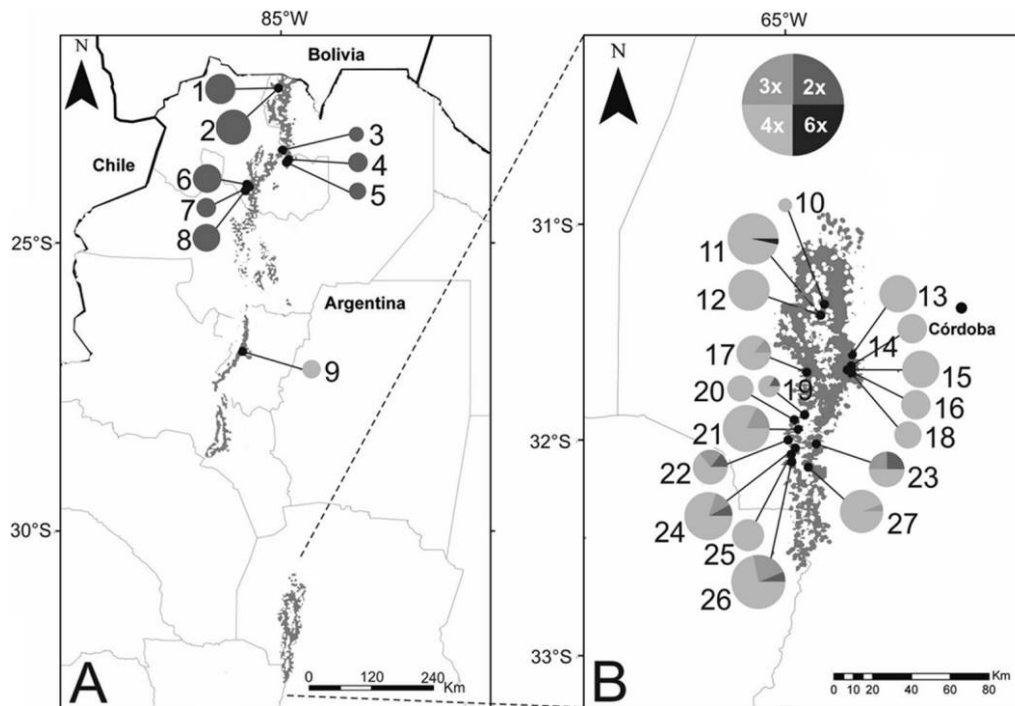 85°W
65°W
N
Bolivia
N
3x 2x
4x 6x
1
2
3
Chile
4
5
6
7
8
10
31°S
11
25°S
12
13
Argentina
Córdoba
14
17
15
9
20
19
16
18
32°S
21
22
23
24
27
30°S
25
26
33°S
A
0 120 240 Km
B
0 10 20 40 60 80 Km